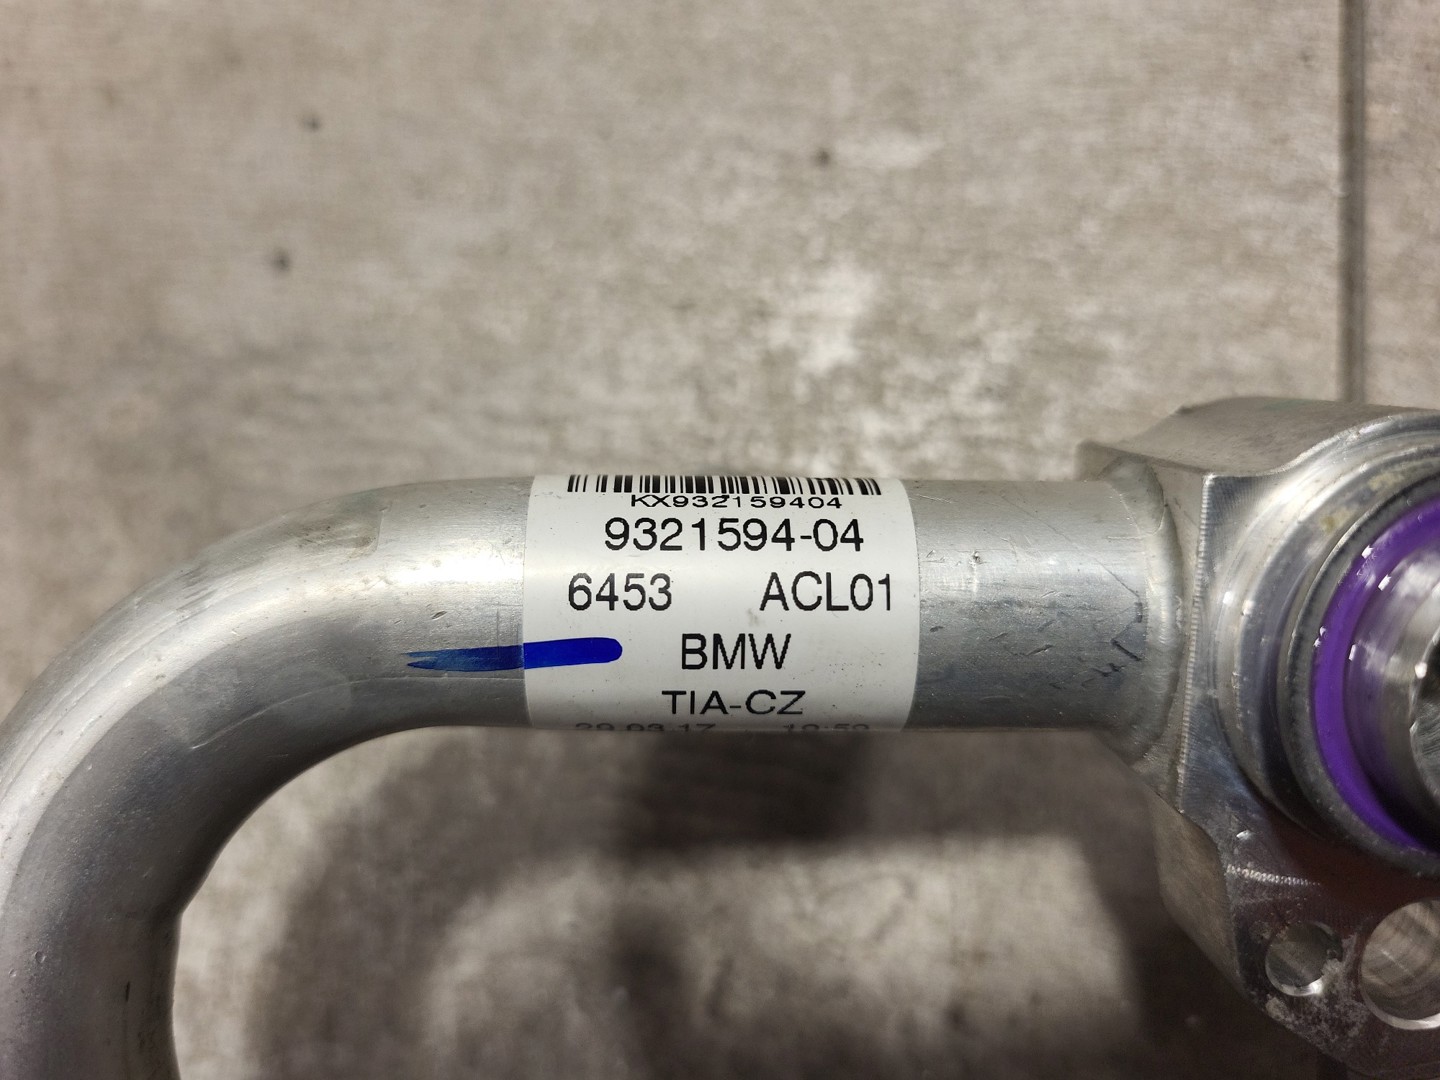 KX932159404
9321594-04
6453 ACL01
BMW
TIA-CZ